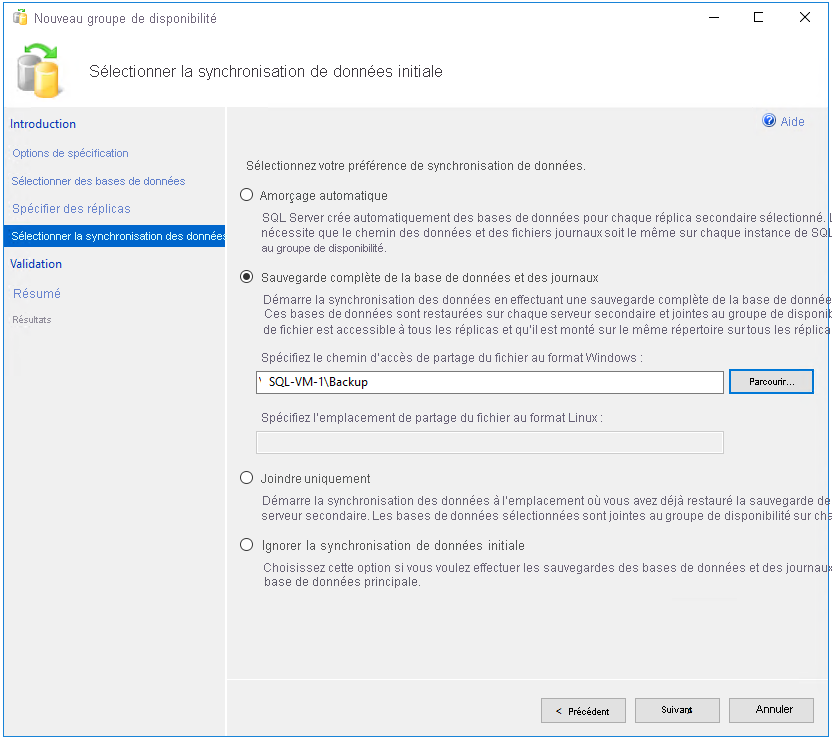 Nouveau groupe de disponibilité
Sélectionner la synchronisation de données initiale
Introduction
Options de spécification
Sélectionner des bases de données
Spécifier des réplicas
Sélectionner la synchronisation des données
Validation
Résumé
Résultats
Aide
Sélectionnez votre préférence de synchronisation de données.
Amorçage automatique
SQL Server crée automatiquement des bases de données pour chaque réplica secondaire sélectionné.
nécessite que le chemin des données et des fichiers journaux soit le même sur chaque instance de SQL
au groupe de disponibilité.
Sauvegarde complète de la base de données et des journaux
Démarre la synchronisation des données en effectuant une sauvegarde complète de la base de donnée
Ces bases de données sont restaurées sur chaque serveur secondaire et jointes au groupe de disponib
de fichier est accessible à tous les réplicas et qu'il est monté sur le même répertoire sur tous les réplica
Spécifiez le chemin d'accès de partage du fichier au format Windows :
\ SQL-VM-1\Backup
Parcourir...
Spécifiez l'emplacement de partage du fichier au format Linux :
Joindre uniquement
Démarre la synchronisation des données à l'emplacement où vous avez déjà restauré la sauvegarde de
serveur secondaire. Les bases de données sélectionnées sont jointes au groupe de disponibilité sur cha
Ignorer la synchronisation de données initiale
Choisissez cette option si vous voulez effectuer les sauvegardes des bases de données et des journaux
base de données principale.
< Précédent
Suivant
Annuler